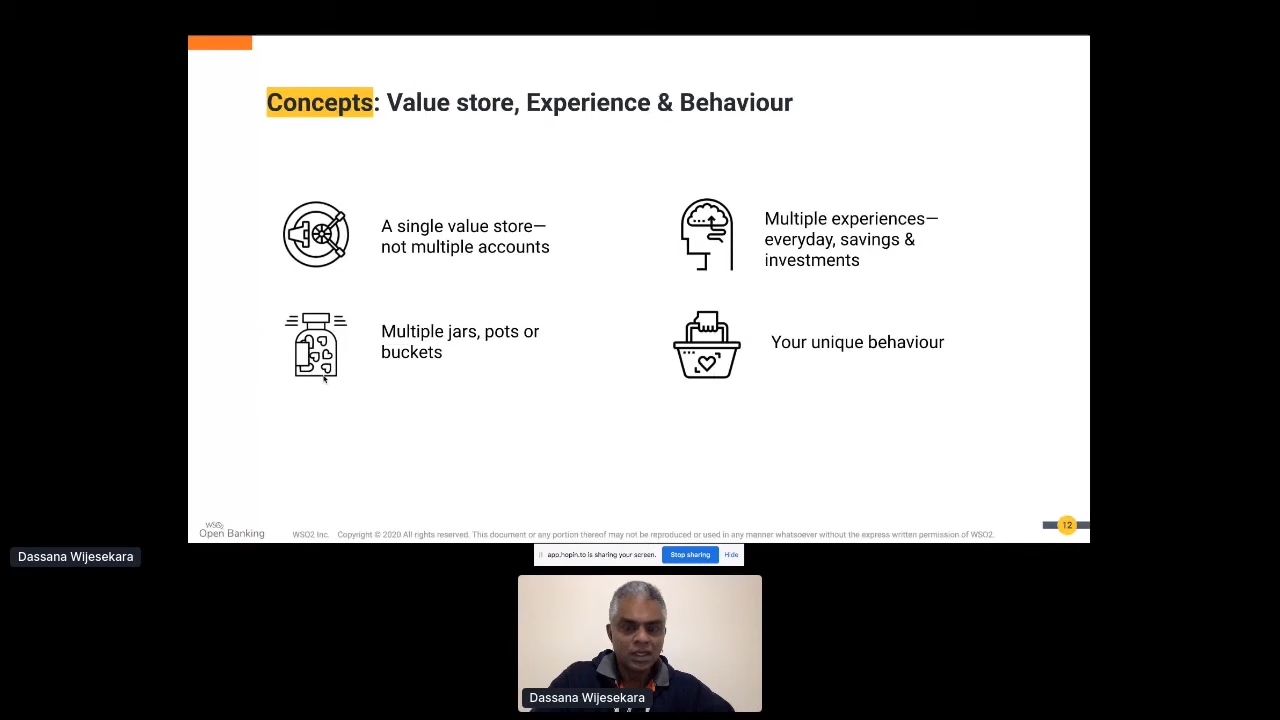 Concepts: Value store, Experience & Behaviour
A single value store—
not multiple accounts
Multiple experiences—
everyday, savings &
investments
Multiple jars, pots or
buckets
Your unique behaviour
WSO2
Open Banking
WSO2 Inc. Copyright © 2020 All rights reserved. This document or any portion thereof may not be reproduced or used in any manner whatsoever without the express written permission of WSO2.
12
Dassana Wijesekara
app.hopin.to is sharing your screen. Stop sharing Hide
Dassana Wijesekara